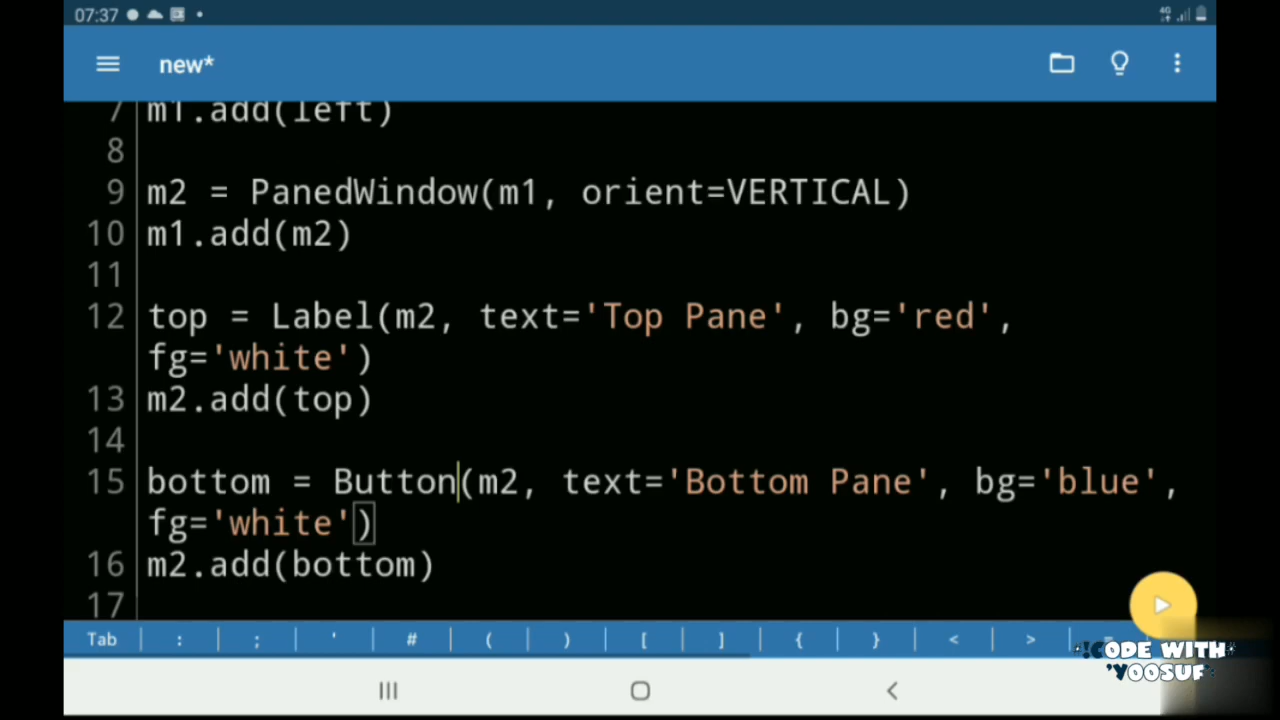 07:37
4G
new*
7 m1.add(left)
8
9 m2 = PanedWindow(m1, orient=VERTICAL)
10 m1.add(m2)
11
12 top = Label(m2, text='Top Pane', bg='red',
fg='white')
13 m2.add(top)
14
15 bottom = Button(m2, text='Bottom Pane', bg='blue',
fg='white')
16 m2.add(bottom)
17
Tab : ; ' # ( ) [ ] { } < >
!CODE WITH
YOOSUF